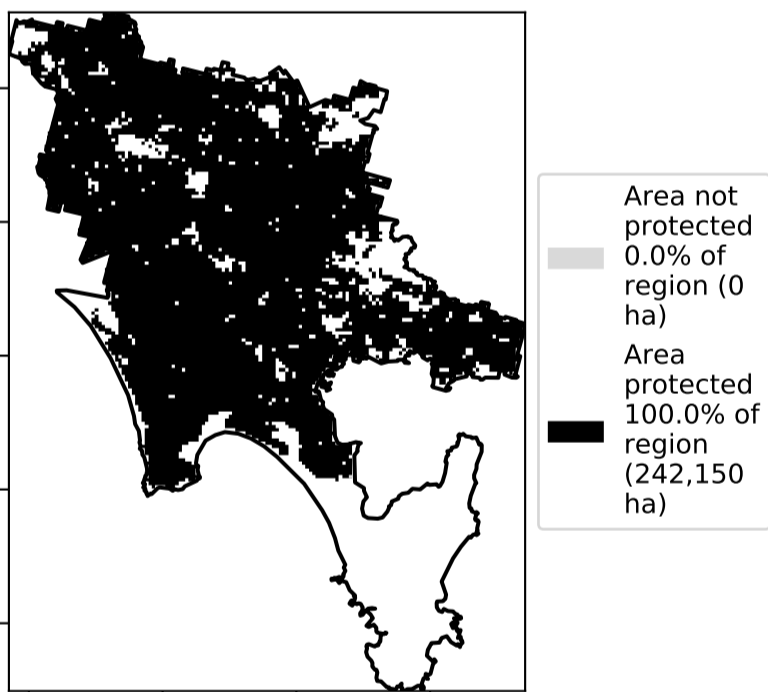 Area not
protected
0.0% of
region (0
ha)
Area
protected
100.0% of
region
(242,150
ha)